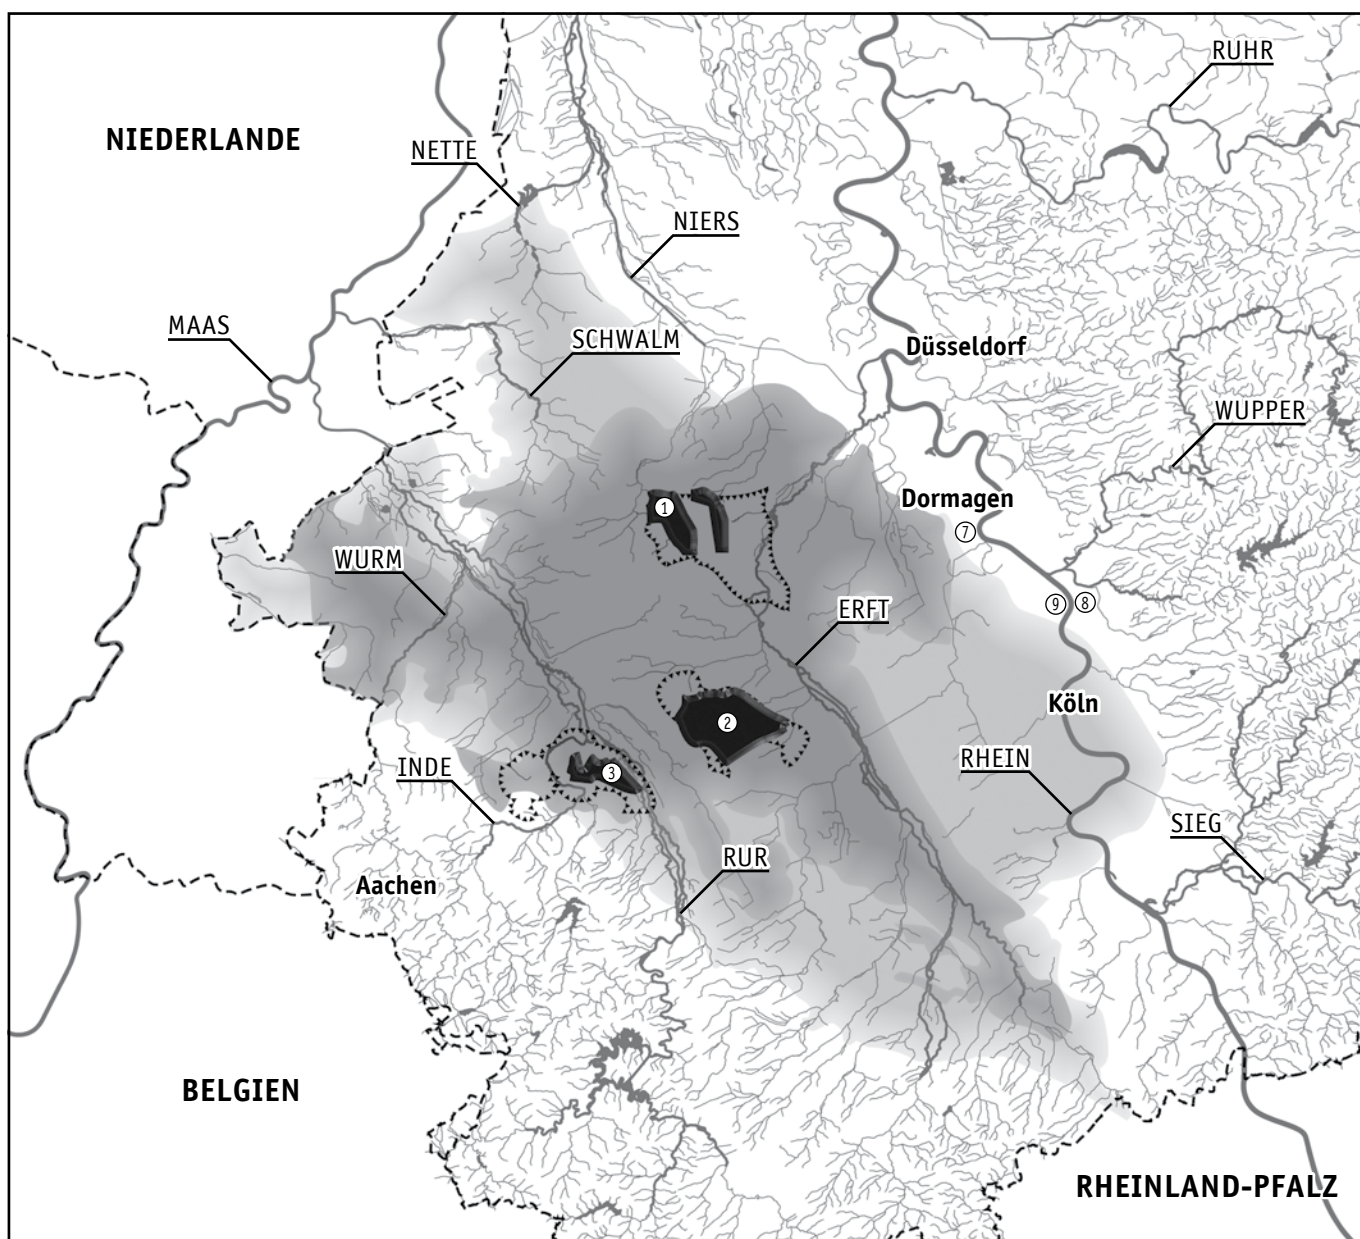 RUHR
NIEDERLANDE
NETTE
NIERS
MAAS
SCHWALM
Düsseldorf
WUPPER
Dormagen
①
⑦
WURM
⑨
⑧
ERFT
Köln
②
RHEIN
INDE
③
SIEG
RUR
Aachen
BELGIEN
RHEINLAND-PFALZ